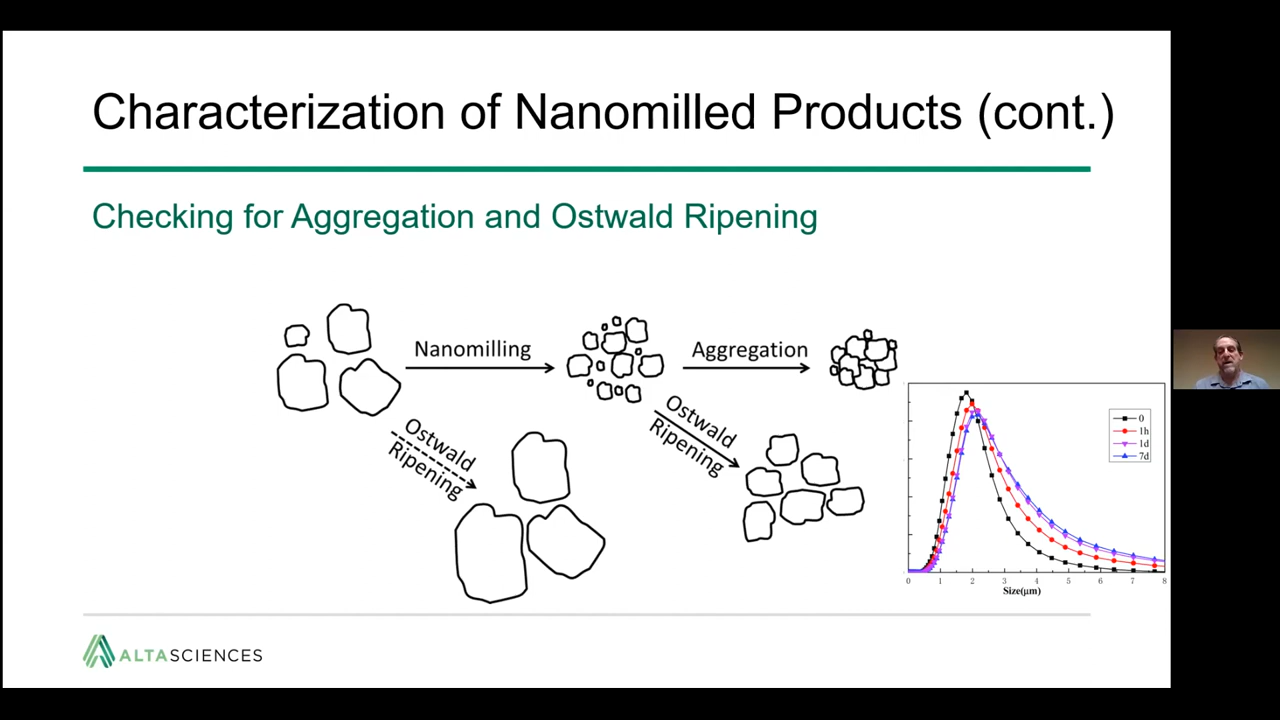 Characterization of Nanomilled Products (cont.)
Checking for Aggregation and Ostwald Ripening
Nanomilling
Aggregation
Ostwald
Ripening
Ostwald
Ripening
0
1h
1d
7d
0 1 2 3 4 5 6 7 8
Size(μm)
ALTASCIENCES